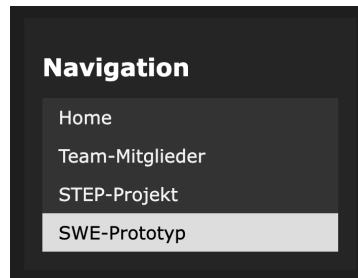 Navigation
Home
Team-Mitglieder
STEP-Projekt
SWE-Prototyp